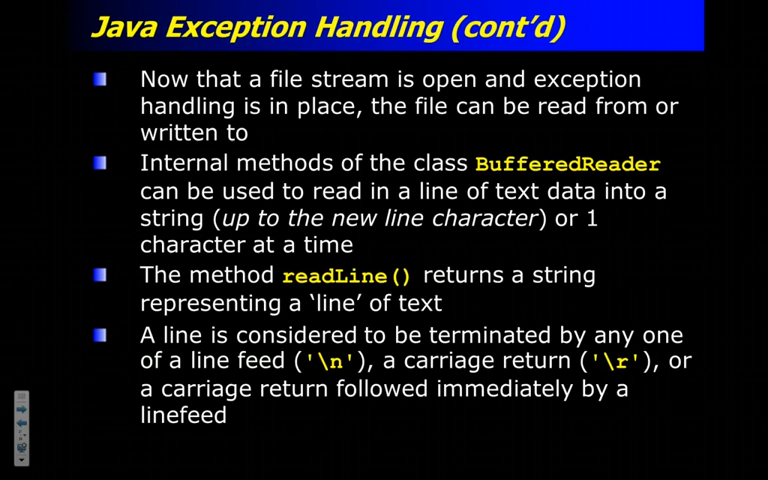 Java Exception Handling (cont’d)
Now that a file stream is open and exception
handling is in place, the file can be read from or
written to
Internal methods of the class BufferedReader
can be used to read in a line of text data into a
string (up to the new line character) or 1
character at a time
The method readLine() returns a string
representing a ‘line’ of text
A line is considered to be terminated by any one
of a line feed ('\n'), a carriage return ('\r'), or
a carriage return followed immediately by a
linefeed